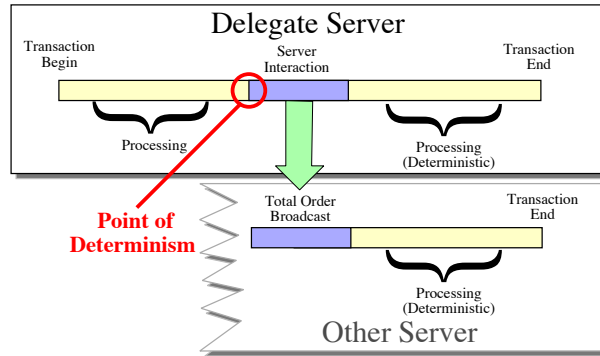 Delegate Server
Transaction
Begin
Server
Interaction
Transaction
End
Processing
Processing
(Deterministic)
Point of
Determinism
Total Order
Broadcast
Transaction
End
Processing
(Deterministic)
Other Server